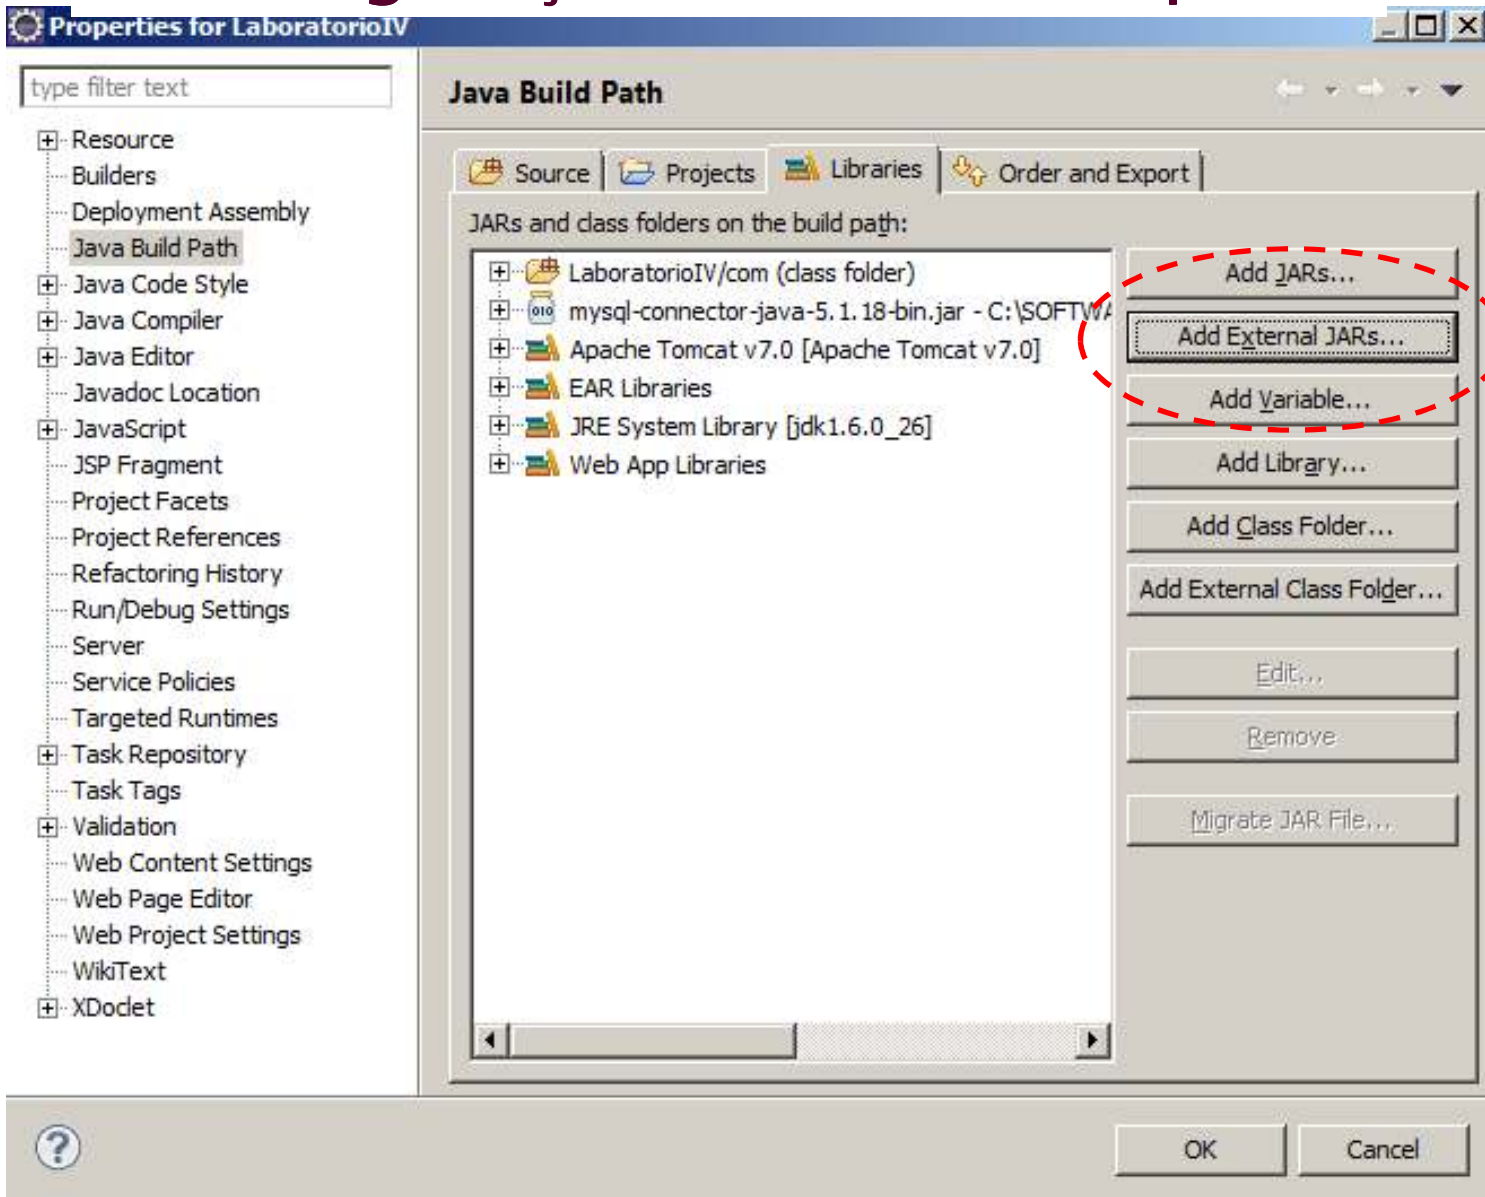 Properties for LaboratorioIV
type filter text
Resource
Builders
Deployment Assembly
Java Build Path
Java Code Style
Java Compiler
Java Editor
Javadoc Location
JavaScript
JSP Fragment
Project Facets
Project References
Refactoring History
Run/Debug Settings
Server
Service Policies
Targeted Runtimes
Task Repository
Task Tags
Validation
Web Content Settings
Web Page Editor
Web Project Settings
WikiText
XDoclet
Java Build Path
Source Projects Libraries Order and Export
JARs and class folders on the build path:
LaboratorioIV/com (class folder)
mysql-connector-java-5.1.18-bin.jar - C:\SOFTWA
Apache Tomcat v7.0 [Apache Tomcat v7.0]
EAR Libraries
JRE System Library [jdk1.6.0_26]
Web App Libraries
Add JARs...
Add External JARs...
Add Variable...
Add Library...
Add Class Folder...
Add External Class Folder...
Edit...
Remove
Migrate JAR File...
OK Cancel